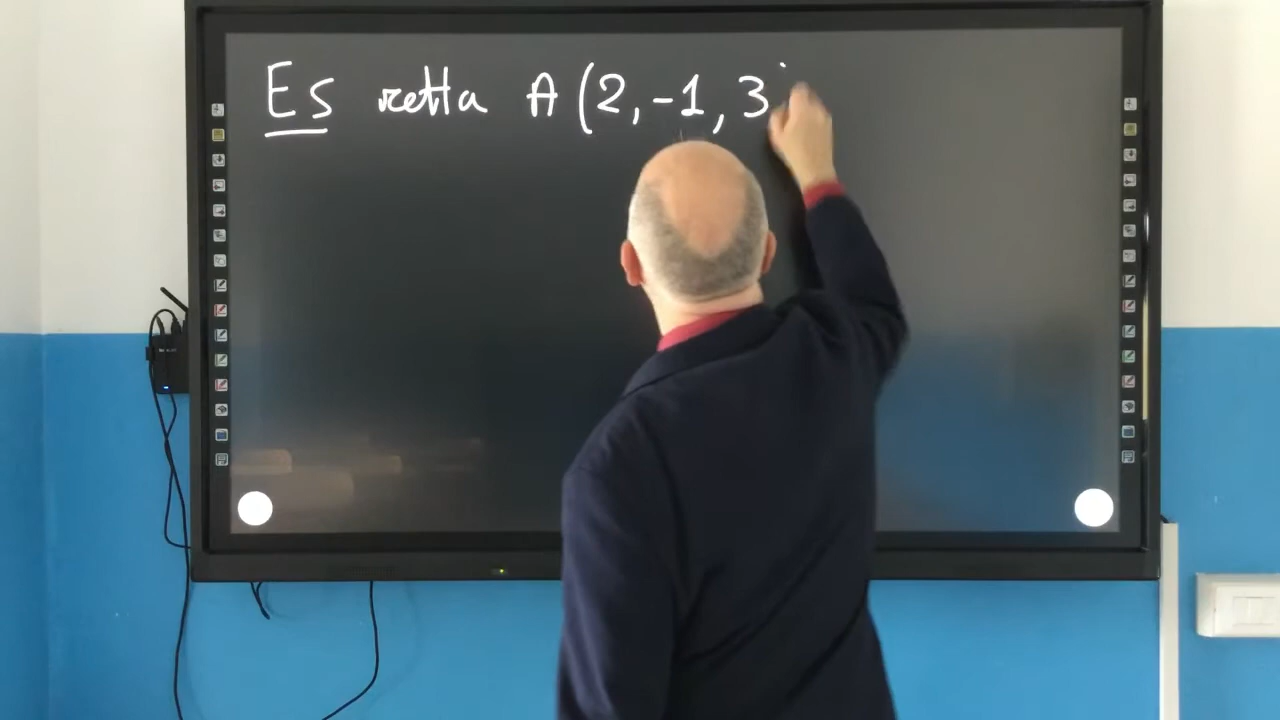 Es retta A (2, -1, 3)